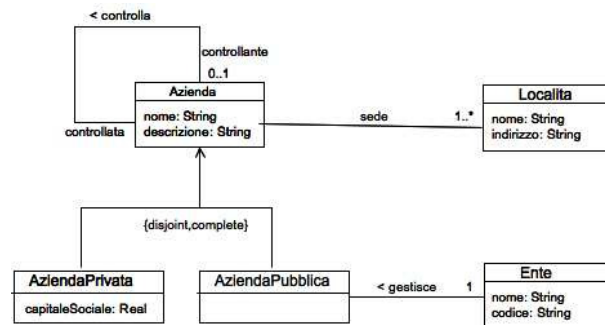 < controlla
controllante
0..1
Azienda
nome: String
descrizione: String
controllata
sede
1..*
Localita
nome: String
indirizzo: String
{disjoint,complete}
AziendaPrivata
capitaleSociale: Real
AziendaPubblica
< gestisce
1
Ente
nome: String
codice: String